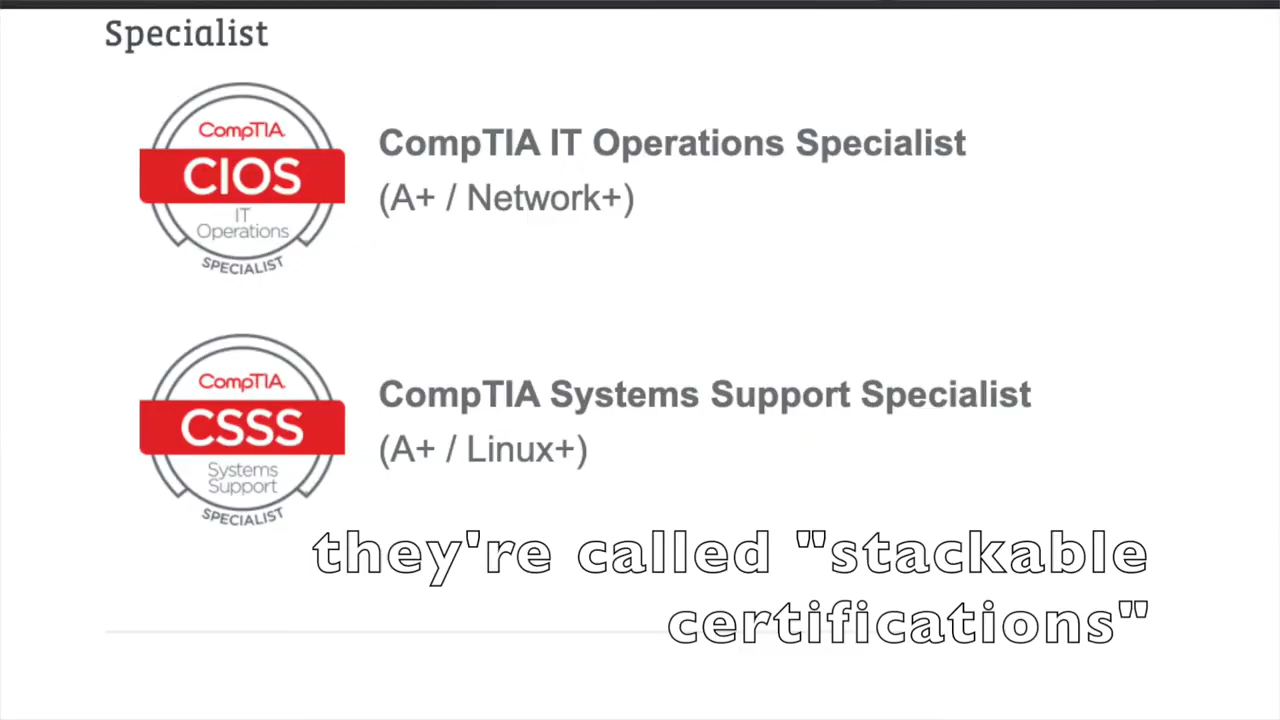 Specialist
CompTIA
CIOS
IT
Operations
SPECIALIST
CompTIA IT Operations Specialist
(A+ / Network+)
CompTIA
CSSS
Systems
Support
SPECIALIST
CompTIA Systems Support Specialist
(A+ / Linux+)
they're called "stackable
certifications"